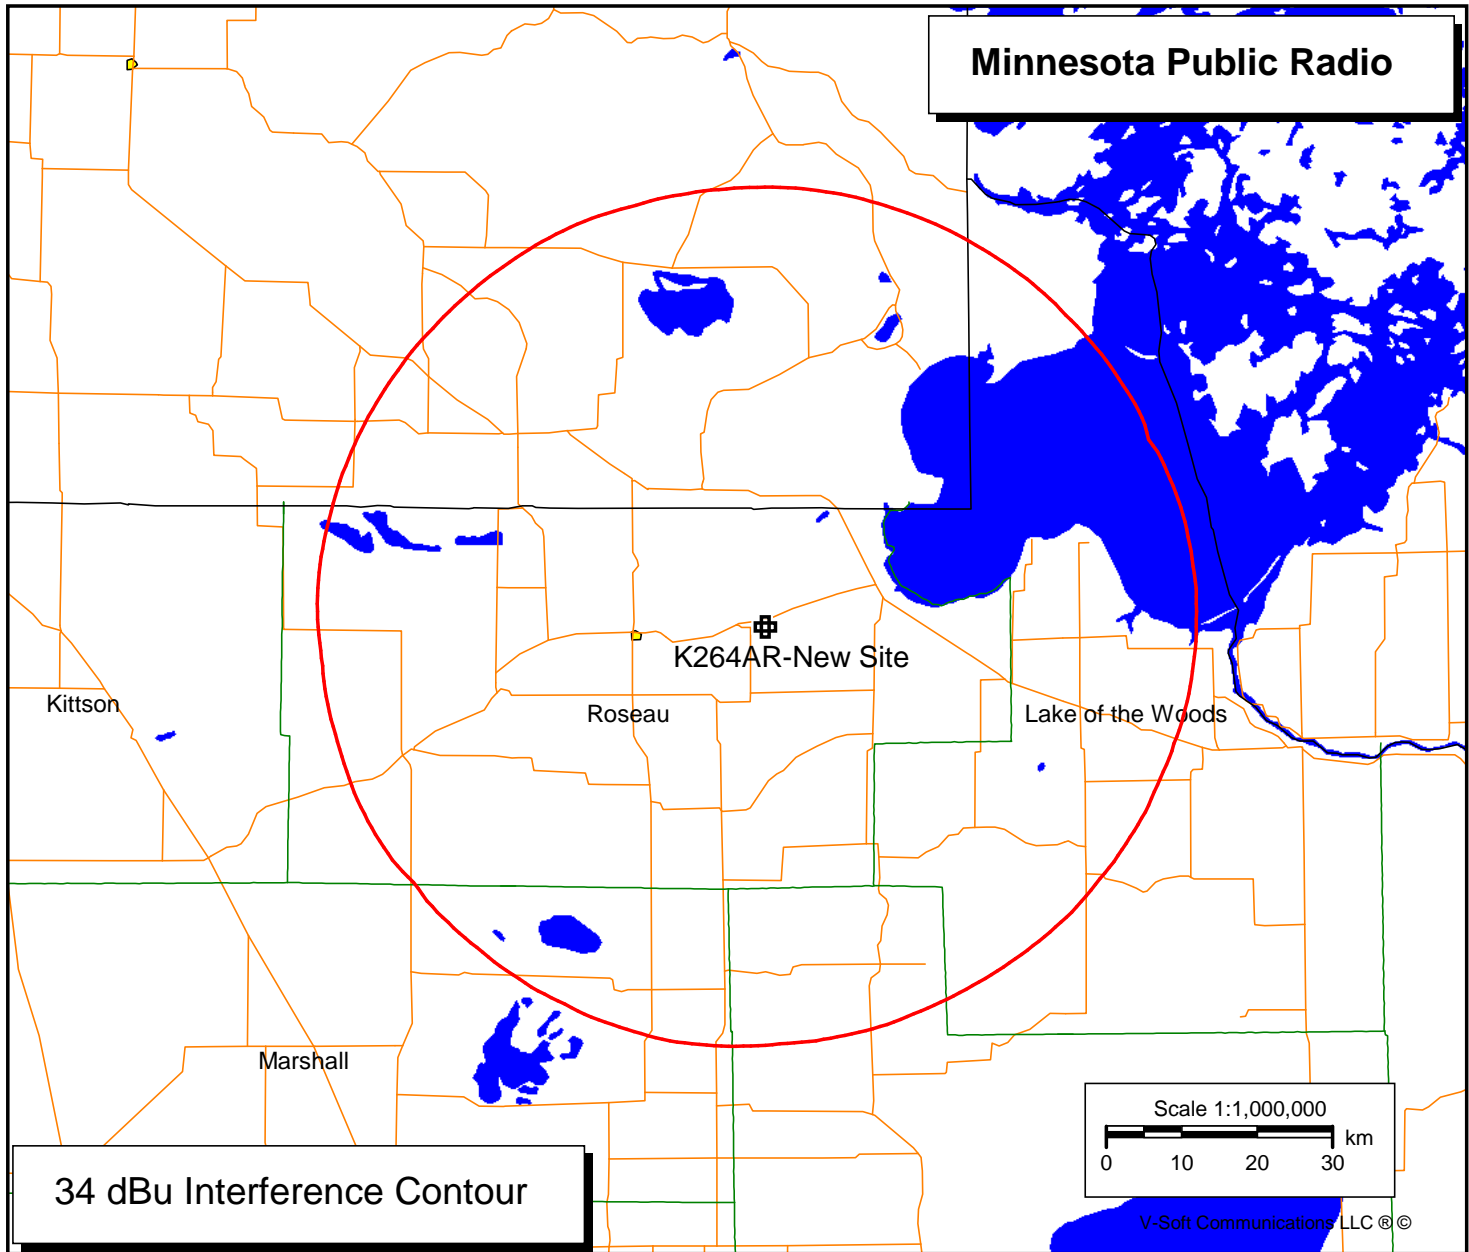 Minnesota Public Radio
K264AR-New Site
Kittson
Roseau
Lake of the Woods
Marshall
Scale 1:1,000,000
km
0 10 20 30
34 dBu Interference Contour
V-Soft Communications LLC ® ©